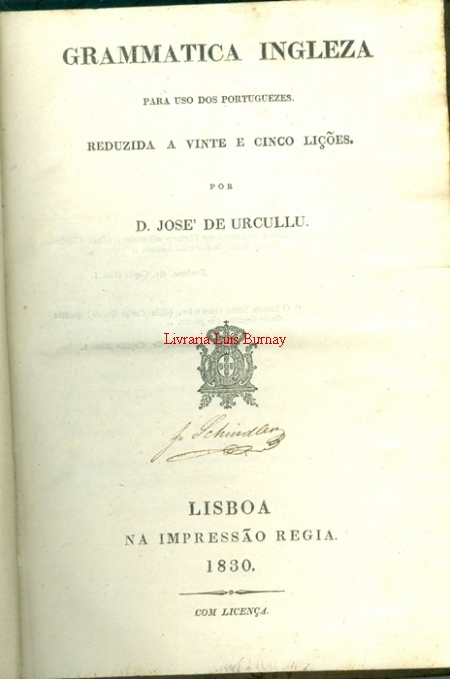 GRAMMATICA INGLEZA
PARA USO DOS PORTUGUEZES.
REDUZIDA A VINTE E CINCO LIÇÕES.
POR
D. JOSE' DE URCULLU.
Livraria Luis Burnay
Schindler
LISBOA
NA IMPRESSÃO REGIA.
1830.
COM LICENÇA.